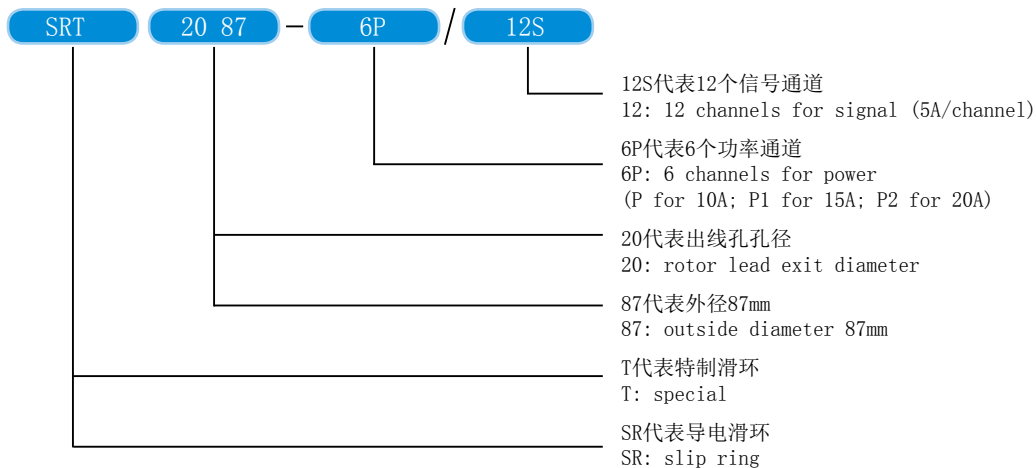 SRT 20 87 - 6P / 12S
12S代表12个信号通道
12: 12 channels for signal (5A/channel)
6P代表6个功率通道
6P: 6 channels for power
(P for 10A; P1 for 15A; P2 for 20A)
20代表出线孔孔径
20: rotor lead exit diameter
87代表外径87mm
87: outside diameter 87mm
T代表特制滑环
T: special
SR代表导电滑环
SR: slip ring